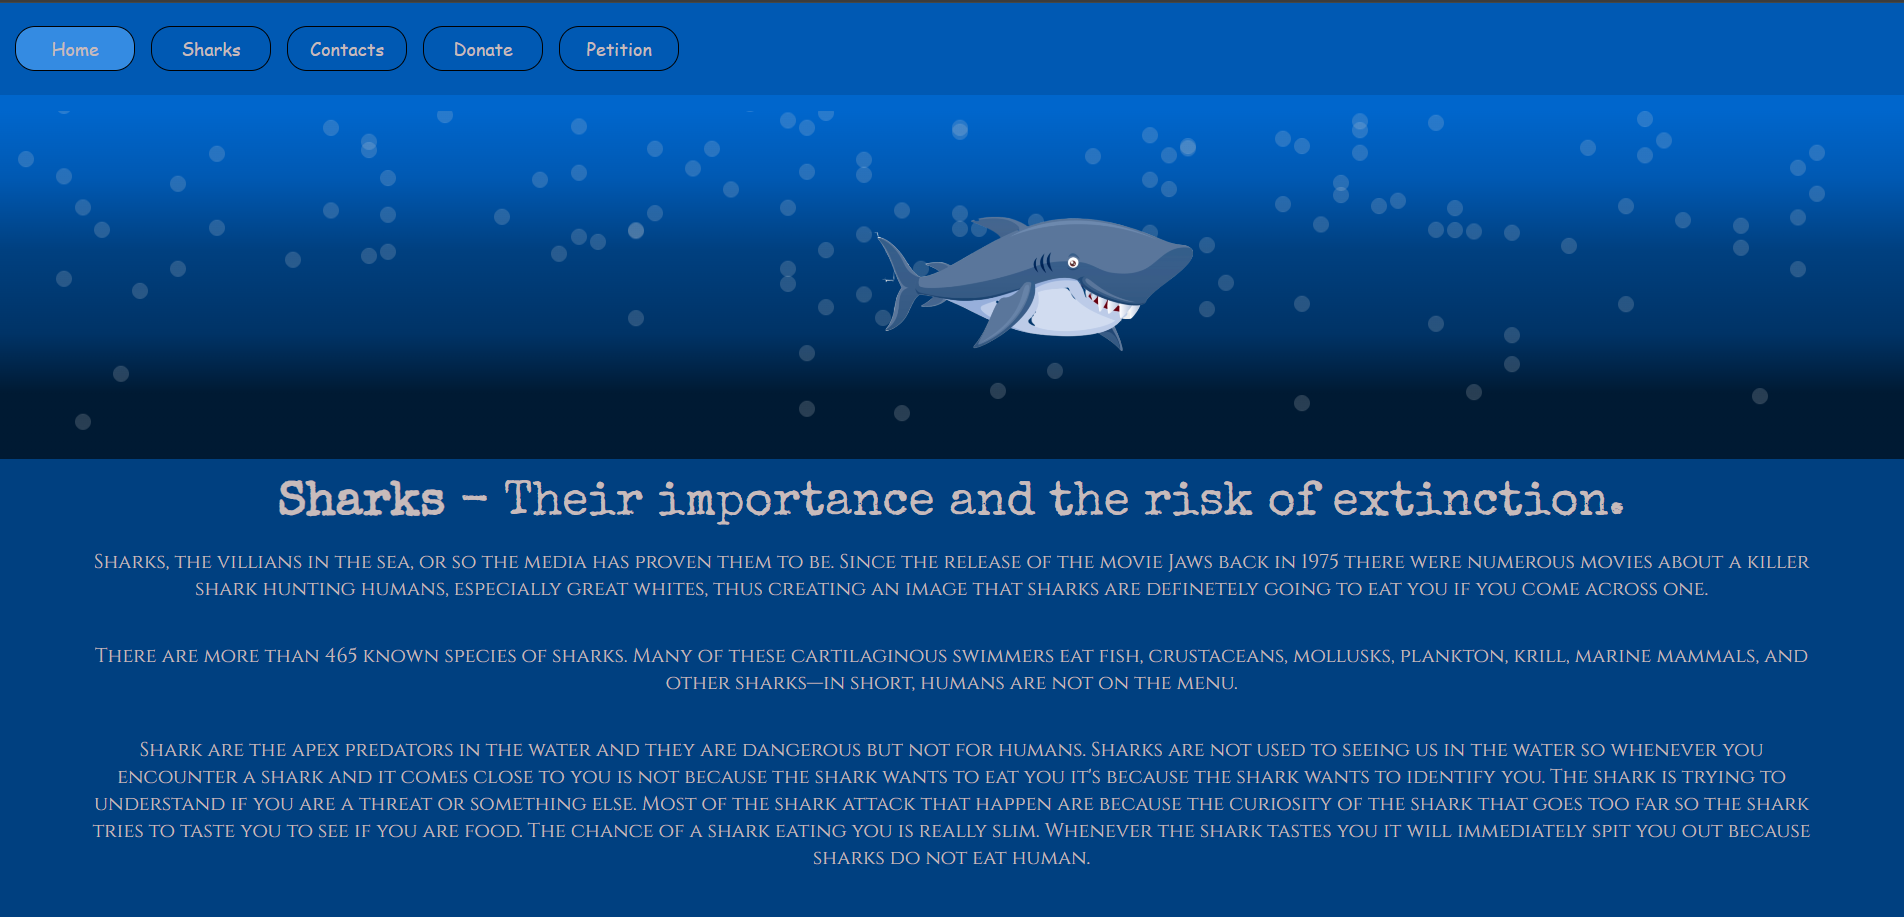 Home Sharks Contacts Donate Petition
Sharks - Their importance and the risk of extinction.
Sharks, the villians in the sea, or so the media has proven them to be. Since the release of the movie Jaws back in 1975 there were numerous movies about a killer
shark hunting humans, especially great whites, thus creating an image that sharks are definetely going to eat you if you come across one.
There are more than 465 known species of sharks. Many of these cartilaginous swimmers eat fish, crustaceans, mollusks, plankton, krill, marine mammals, and
other sharks—in short, humans are not on the menu.
Shark are the apex predators in the water and they are dangerous but not for humans. Sharks are not used to seeing us in the water so whenever you
encounter a shark and it comes close to you is not because the shark wants to eat you it's because the shark wants to identify you. The shark is trying to
understand if you are a threat or something else. Most of the shark attack that happen are because the curiosity of the shark that goes too far so the shark
tries to taste you to see if you are food. The chance of a shark eating you is really slim. Whenever the shark tastes you it will immediately spit you out because
sharks do not eat human.